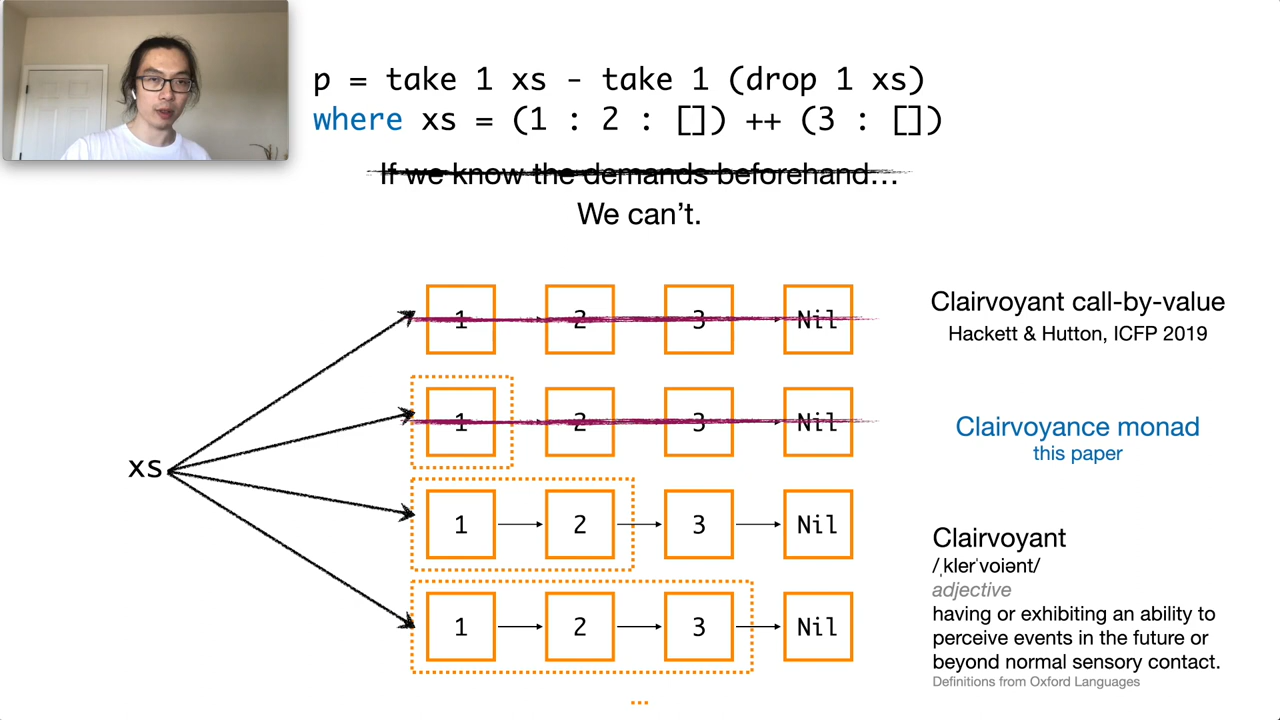 p = take 1 xs - take 1 (drop 1 xs)
where xs = (1 : 2 : []) ++ (3 : [])
If we know the demands beforehand…
We can't.
1 2 3 Nil
Clairvoyant call-by-value
Hackett & Hutton, ICFP 2019
1 2 3 Nil
Clairvoyance monad
this paper
xs
1 2 3 Nil
1 2 3 Nil
Clairvoyant
/ˌklerˈvoiənt/
adjective
having or exhibiting an ability to
perceive events in the future or
beyond normal sensory contact.
Definitions from Oxford Languages
...